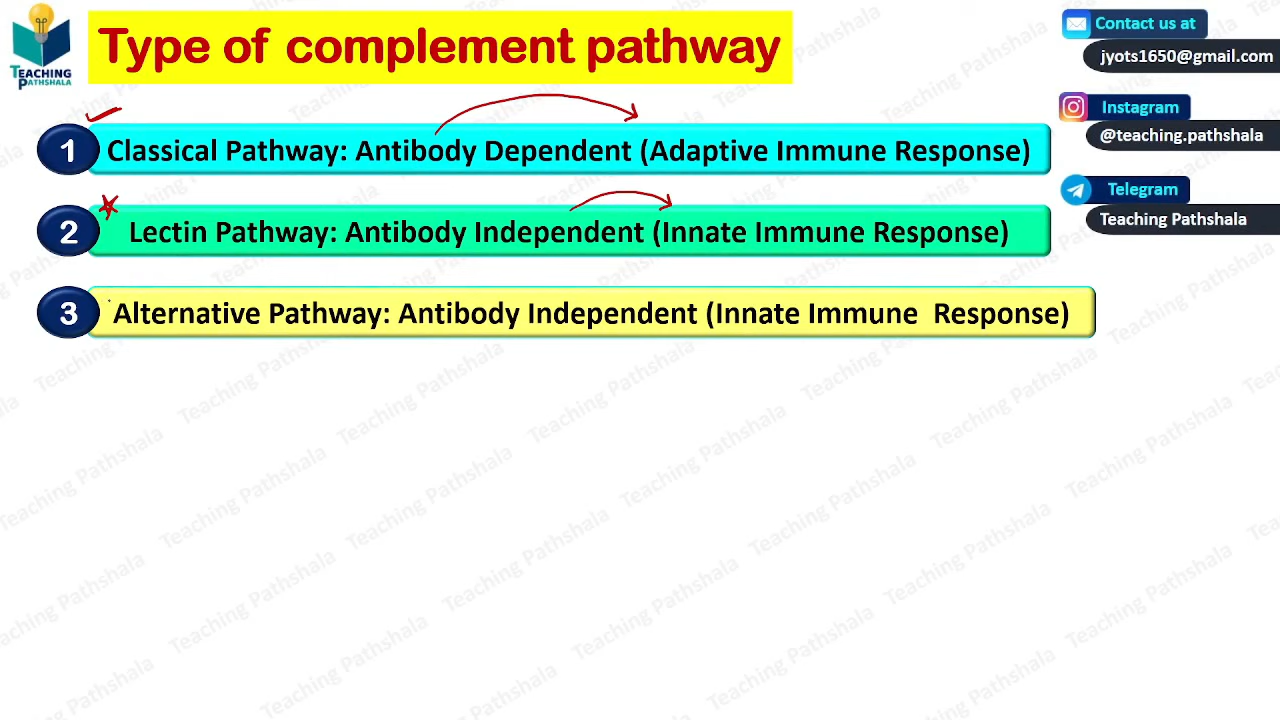 Type of complement pathway
TEACHING
PATHSHALA
Contact us at
jyots1650@gmail.com
Instagram
@teaching.pathshala
Telegram
Teaching Pathshala
1 Classical Pathway: Antibody Dependent (Adaptive Immune Response)
2 Lectin Pathway: Antibody Independent (Innate Immune Response)
3 Alternative Pathway: Antibody Independent (Innate Immune Response)
Teaching Pathshala